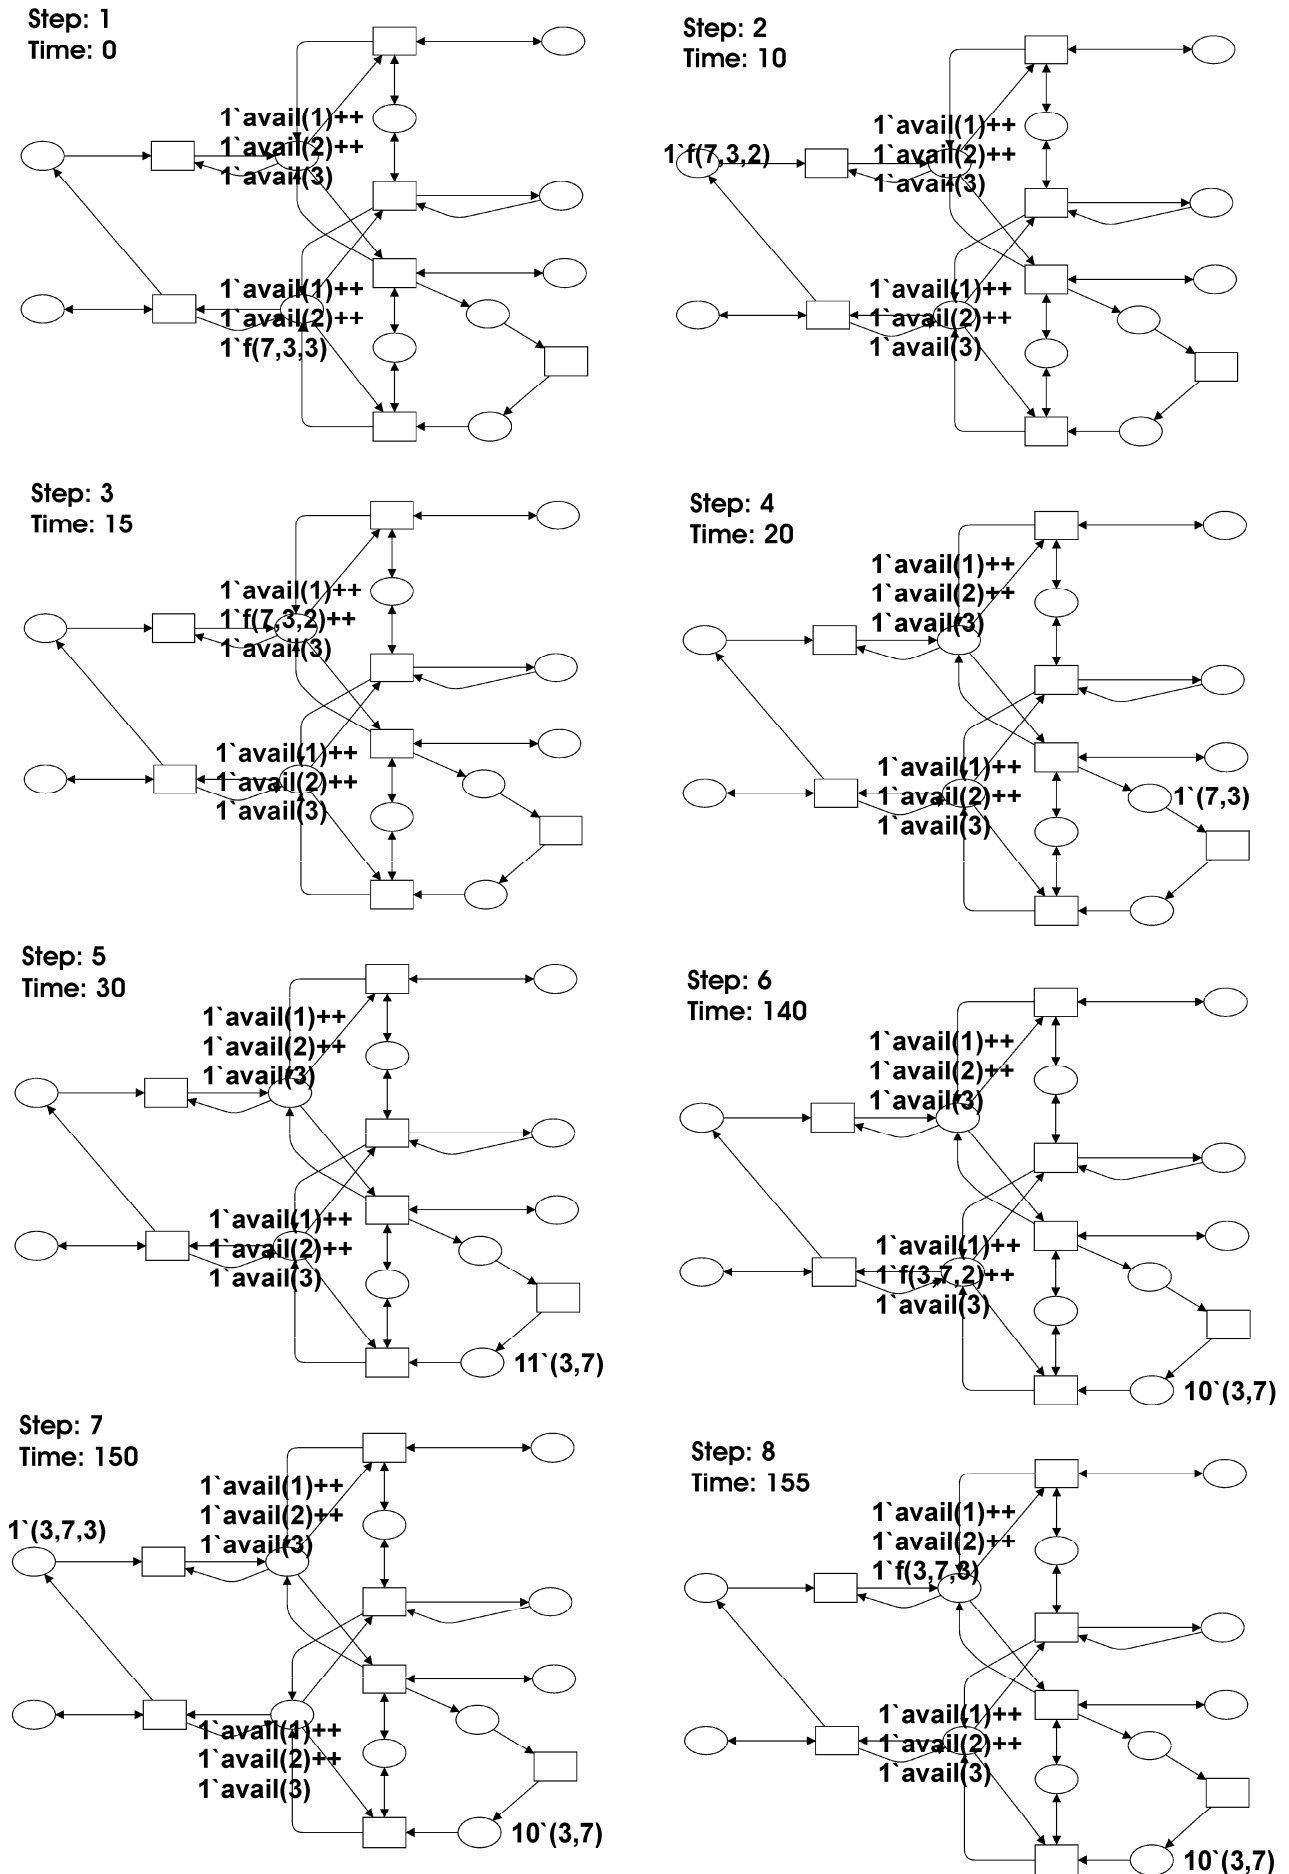 Step: 1
Time: 0
1`avail(1)++
1`avail(2)++
1`avail(3)
1`avail(1)++
1`avail(2)++
1`f(7,3,3)
Step: 2
Time: 10
1`f(7,3,2)
1`avail(1)++
1`avail(2)++
1`avail(3)
1`avail(1)++
1`avail(2)++
1`avail(3)
Step: 3
Time: 15
1`avail(1)++
1`f(7,3,2)++
1`avail(3)
1`avail(1)++
1`avail(2)++
1`avail(3)
Step: 4
Time: 20
1`avail(1)++
1`avail(2)++
1`avail(3)
1`avail(1)++
1`avail(2)++
1`avail(3)
1`(7,3)
Step: 5
Time: 30
1`avail(1)++
1`avail(2)++
1`avail(3)
1`avail(1)++
1`avail(2)++
1`avail(3)
11`(3,7)
Step: 6
Time: 140
1`avail(1)++
1`avail(2)++
1`avail(3)
1`avail(1)++
1`f(3,7,2)++
1`avail(3)
10`(3,7)
Step: 7
Time: 150
1`(3,7,3)
1`avail(1)++
1`avail(2)++
1`avail(3)
1`avail(1)++
1`avail(2)++
1`avail(3)
10`(3,7)
Step: 8
Time: 155
1`avail(1)++
1`avail(2)++
1`f(3,7,3)
1`avail(1)++
1`avail(2)++
1`avail(3)
10`(3,7)